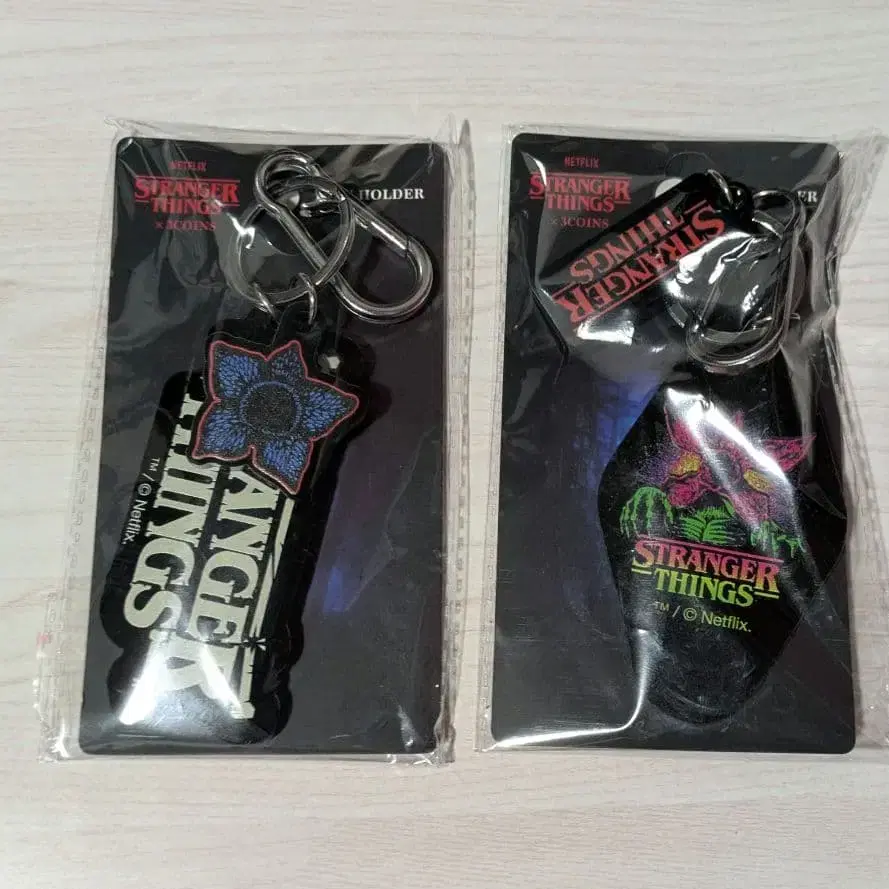 NETFLIX
STRANGER
THINGS
× 3COINS
HOLDER
ANGER
THINGS
™ / © Netflix.
NETFLIX
STRANGER
THINGS
× 3COINS
ER
STRANGER
THINGS
STRANGER
THINGS
™ / © Netflix.